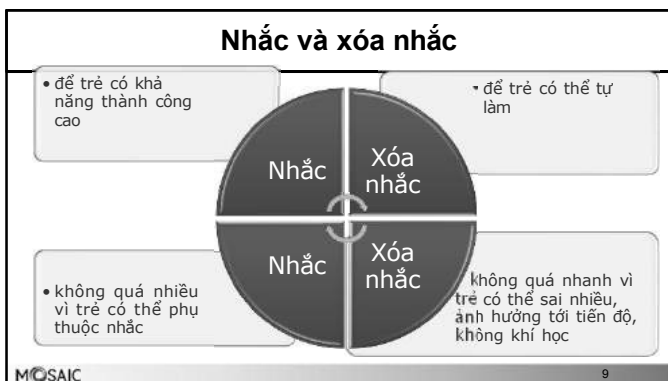 Nhắc và xóa nhắc
• để trẻ có khả
năng thành công
cao
• để trẻ có thể tự
làm
Nhắc
Xóa
nhắc
Nhắc
Xóa
nhắc
• không quá nhiều
vì trẻ có thể phụ
thuộc nhắc
không quá nhanh vì
trẻ có thể sai nhiều,
ảnh hưởng tới tiến độ,
không khí học
MOSAIC
9